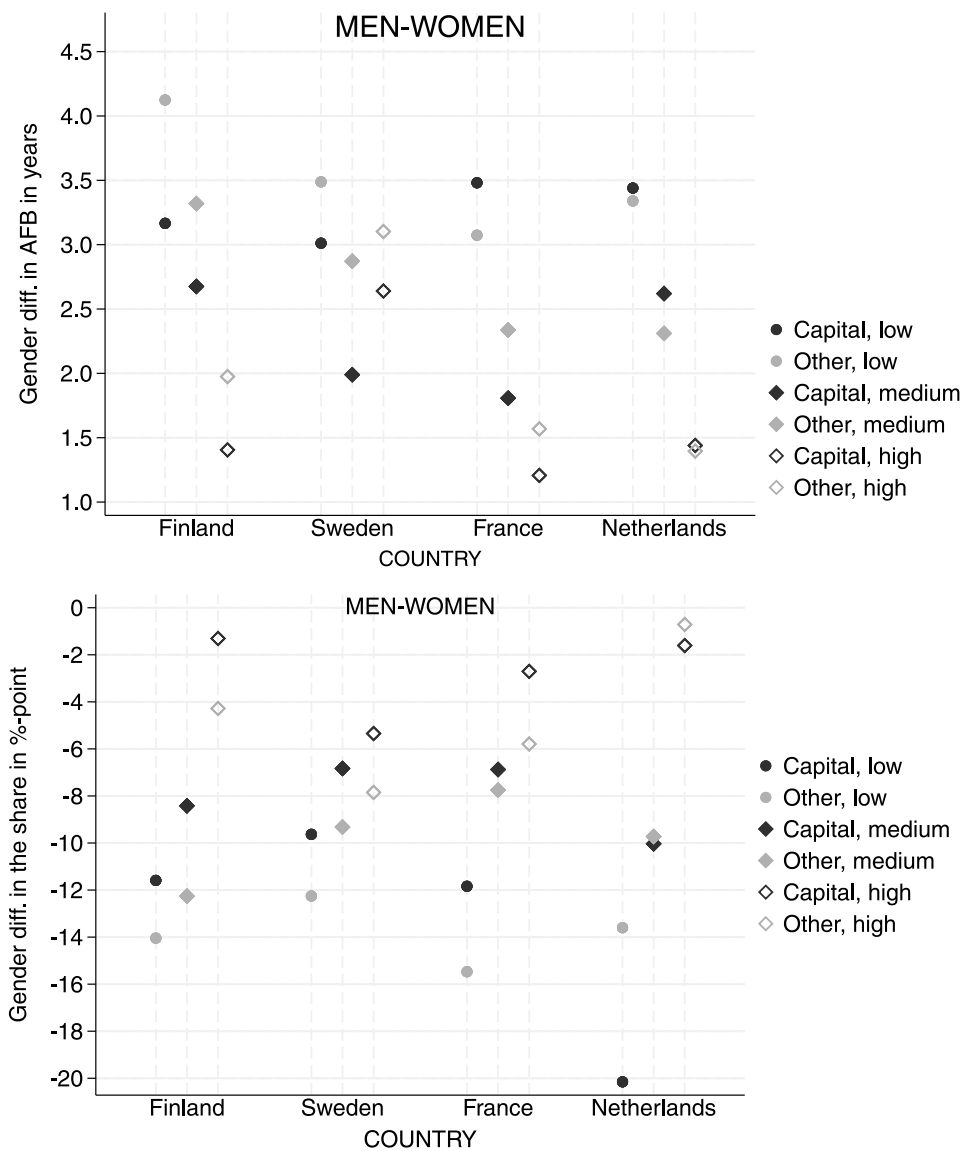 MEN-WOMEN
Gender diff. in AFB in years
4.5
4.0
3.5
3.0
2.5
2.0
1.5
1.0
Finland Sweden France Netherlands
COUNTRY
Capital, low
Other, low
Capital, medium
Other, medium
Capital, high
Other, high
MEN-WOMEN
Gender diff. in the share in %-point
0
-2
-4
-6
-8
-10
-12
-14
-16
-18
-20
Finland Sweden France Netherlands
COUNTRY
Capital, low
Other, low
Capital, medium
Other, medium
Capital, high
Other, high